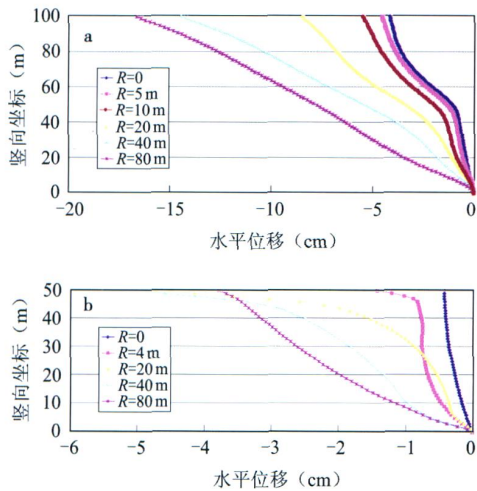 a
100
80
60
40
20
0
竖向坐标（m）
R=0
R=5 m
R=10 m
R=20 m
R=40 m
R=80 m
-20 -15 -10 -5 0
水平位移（cm）
b
50
40
30
20
10
0
竖向坐标（m）
R=0
R=4 m
R=20 m
R=40 m
R=80 m
-6 -5 -4 -3 -2 -1 0
水平位移（cm）